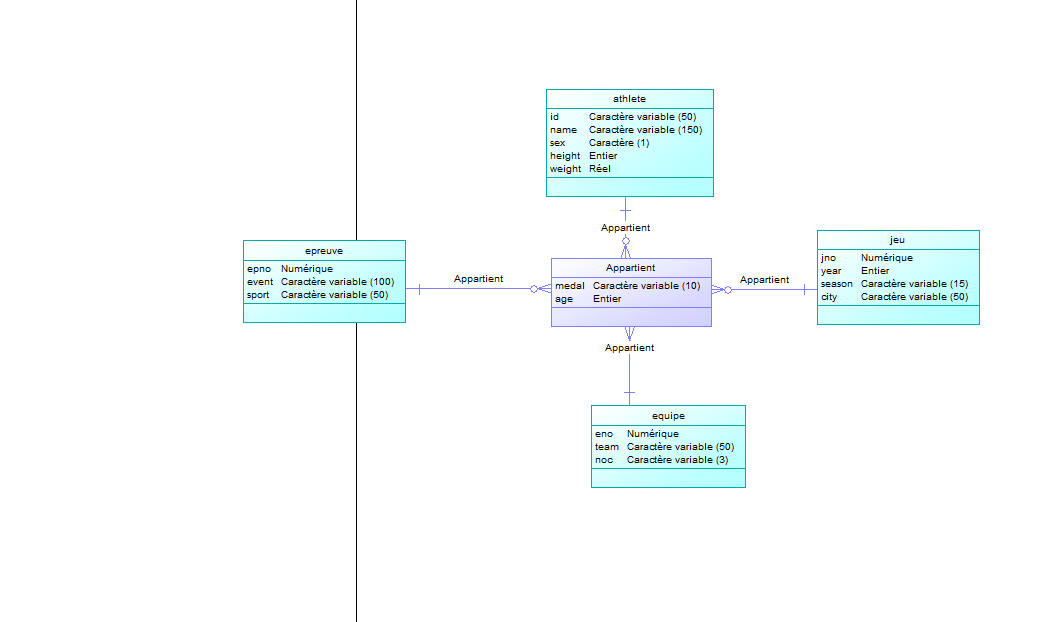 athlete
id Caractère variable (50)
name Caractère variable (150)
sex Caractère (1)
height Entier
weight Réel
Appartient
epreuve
epno Numérique
event Caractère variable (100)
sport Caractère variable (50)
Appartient
Appartient
medal Caractère variable (10)
age Entier
Appartient
jeu
jno Numérique
year Entier
season Caractère variable (15)
city Caractère variable (50)
Appartient
equipe
eno Numérique
team Caractère variable (50)
noc Caractère variable (3)